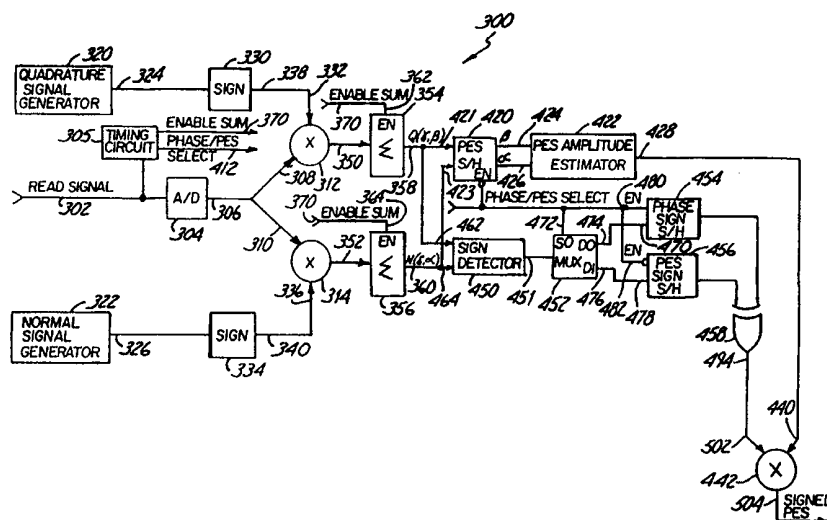 300
320
QUADRATURE
SIGNAL
GENERATOR
324
330
SIGN
338
332
362
ENABLE SUM
354
370
EN
Σ
305
TIMING
CIRCUIT
ENABLE SUM
370
PHASE/PES
SELECT
412
READ SIGNAL
302
A/D
304
306
308
X
312
310
350
358
421
420
PES
S/H
EN
423
424
β
α
426
422
PES AMPLITUDE
ESTIMATOR
428
PHASE/PES SELECT
480
EN
454
PHASE
SIGN
S/H
370
ENABLE SUM
364
EN
Σ
356
X
314
336
352
360
462
464
SIGN
DETECTOR
450
451
472
SO
MUX
DO
DI
452
474
476
470
EN
482
478
456
PES
SIGN
S/H
322
NORMAL
SIGNAL
GENERATOR
326
SIGN
334
340
458
494
502
440
X
442
504
SIGNED
PES